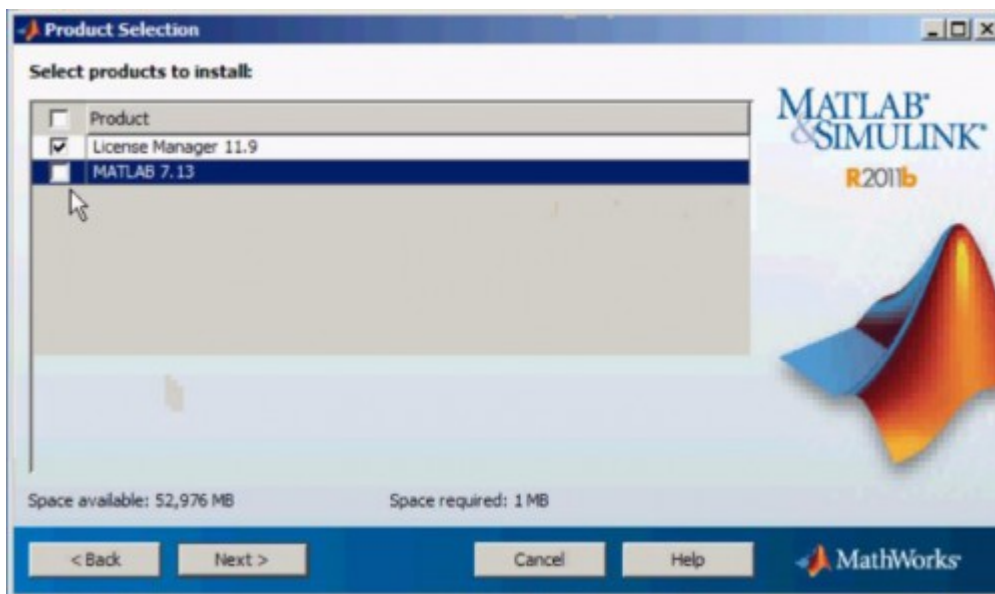 Product Selection
Select products to install:
Product
License Manager 11.9
MATLAB 7.13
MATLAB®
&SIMULINK®
R2011b
Space available: 52,976 MB
Space required: 1 MB
< Back
Next >
Cancel
Help
MathWorks®